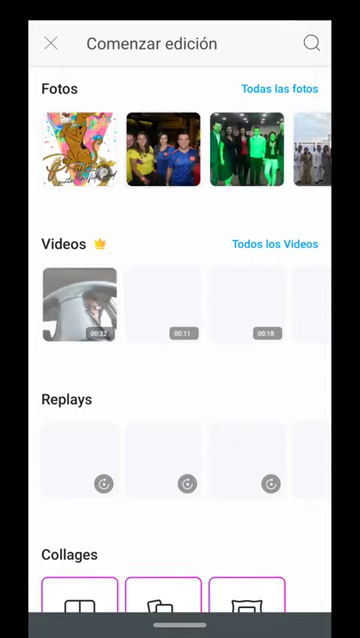 Comenzar edición
Fotos
Todas las fotos
Videos
Todos los Videos
00:32
00:11
00:18
Replays
Collages